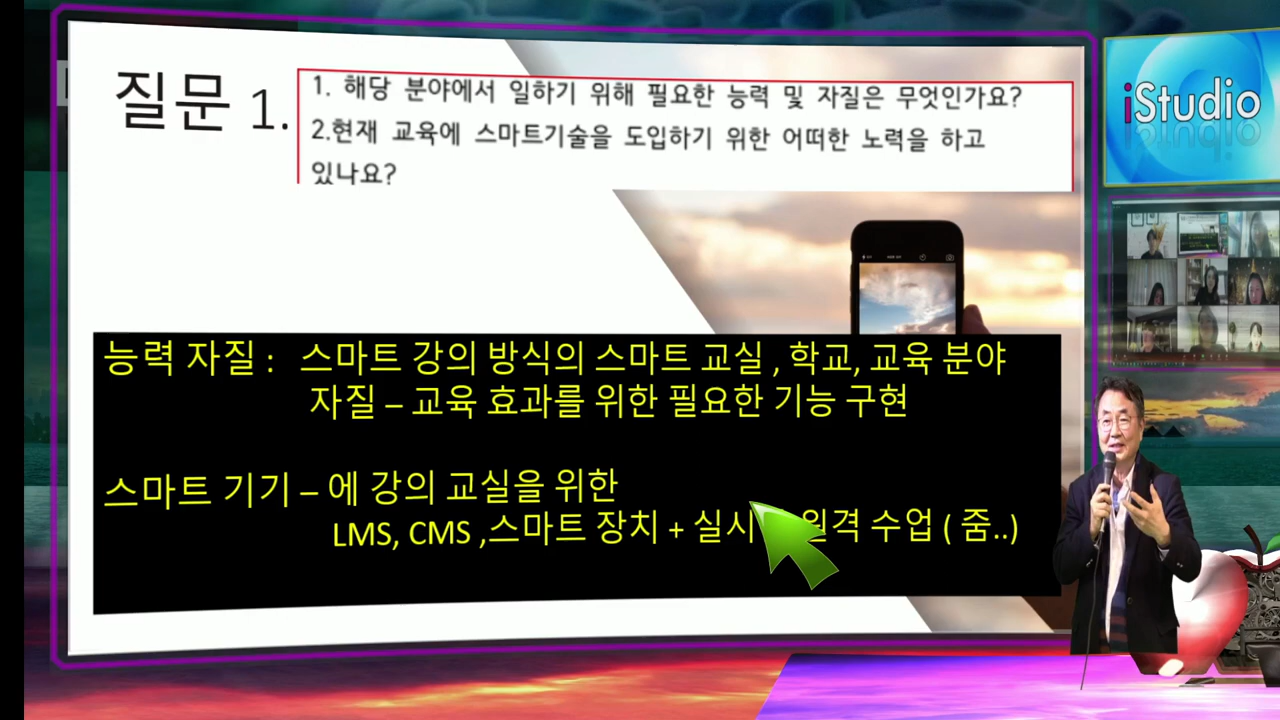 질문 1.
1. 해당 분야에서 일하기 위해 필요한 능력 및 자질은 무엇인가요?
2.현재 교육에 스마트기술을 도입하기 위한 어떠한 노력을 하고
있나요?
능력 자질 : 스마트 강의 방식의 스마트 교실 , 학교, 교육 분야
자질 – 교육 효과를 위한 필요한 기능 구현
스마트 기기 – 에 강의 교실을 위한
LMS, CMS ,스마트 장치 + 실시 원격 수업 ( 줌..)
iStudio